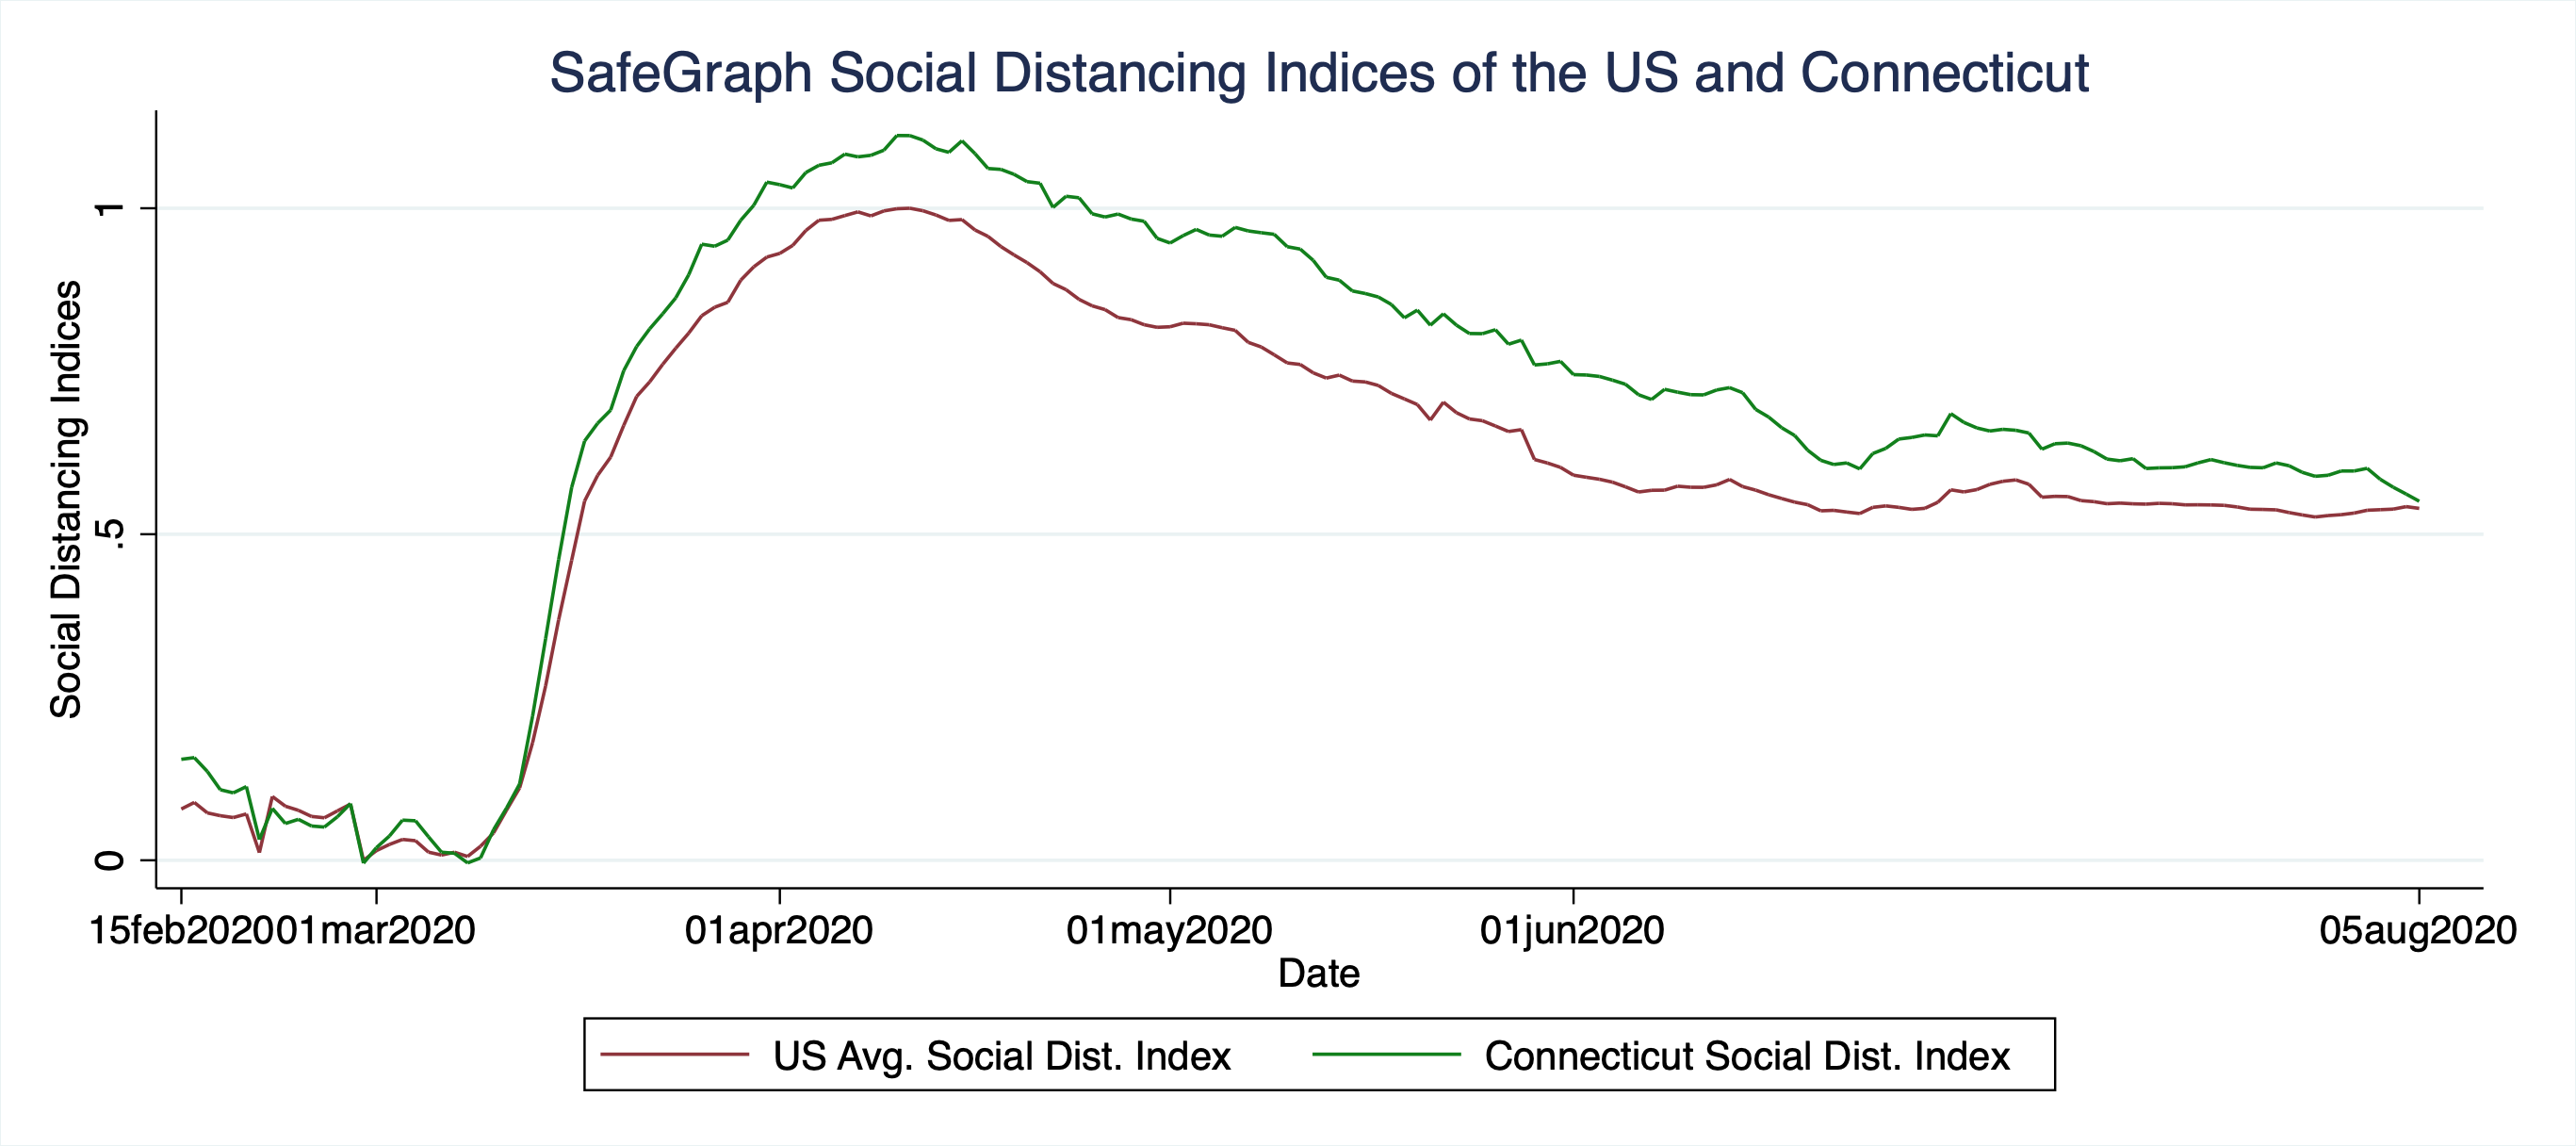 SafeGraph Social Distancing Indices of the US and Connecticut
Social Distancing Indices
1
.5
0
15feb2020 01mar2020 01apr2020 01may2020 01jun2020 05aug2020
Date
US Avg. Social Dist. Index Connecticut Social Dist. Index